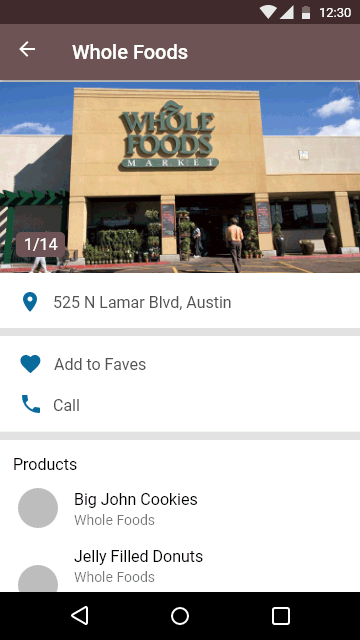 12:30
Whole Foods
WHOLE
FOODS
MARKET
1/14
525 N Lamar Blvd, Austin
Add to Faves
Call
Products
Big John Cookies
Whole Foods
Jelly Filled Donuts
Whole Foods